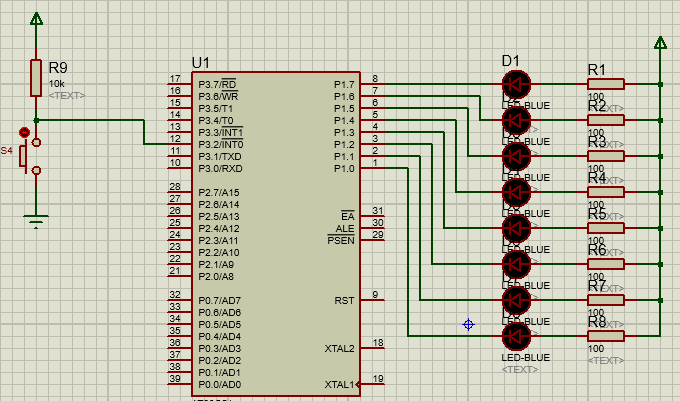 R9
10k
<TEXT>
S4
U1
17 P3.7/RD
16 P3.6/WR
15 P3.5/T1
14 P3.4/T0
13 P3.3/INT1
12 P3.2/INT0
11 P3.1/TXD
10 P3.0/RXD
28 P2.7/A15
27 P2.6/A14
26 P2.5/A13
25 P2.4/A12
24 P2.3/A11
23 P2.2/A10
22 P2.1/A9
21 P2.0/A8
32 P0.7/AD7
33 P0.6/AD6
34 P0.5/AD5
35 P0.4/AD4
36 P0.3/AD3
37 P0.2/AD2
38 P0.1/AD1
39 P0.0/AD0
P1.7 8
P1.6 7
P1.5 6
P1.4 5
P1.3 4
P1.2 3
P1.1 2
P1.0 1
EA 31
ALE 30
PSEN 29
RST 9
XTAL2 18
XTAL1 19
D1
LED-BLUE
LED-BLUE
LED-BLUE
LED-BLUE
LED-BLUE
LED-BLUE
LED-BLUE
LED-BLUE
<TEXT>
R1
100
R2
100
R3
100
R4
100
R5
100
R6
100
R7
100
R8
100
<TEXT>